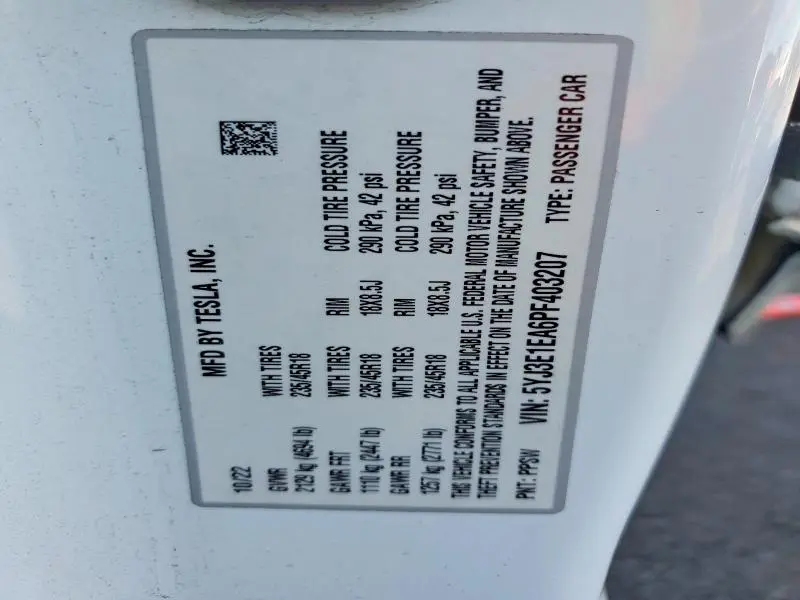 MFD BY TESLA, INC.
10/22
GVWR WITH TIRES RIM COLD TIRE PRESSURE
2129 kg (4694 lb) 235/45R18 18X8.5J 290 kPa, 42 psi
GAWR FRT WITH TIRES RIM COLD TIRE PRESSURE
1110 kg (2447 lb) 235/45R18 18X8.5J 290 kPa, 42 psi
GAWR RR
1257 kg (2771 lb) 235/45R18
THIS VEHICLE CONFORMS TO ALL APPLICABLE U.S. FEDERAL MOTOR VEHICLE SAFETY, BUMPER, AND
THEFT PREVENTION STANDARDS IN EFFECT ON THE DATE OF MANUFACTURE SHOWN ABOVE.
PNT: PPSW VIN: 5YJ3E1EA6PF403207 TYPE: PASSENGER CAR